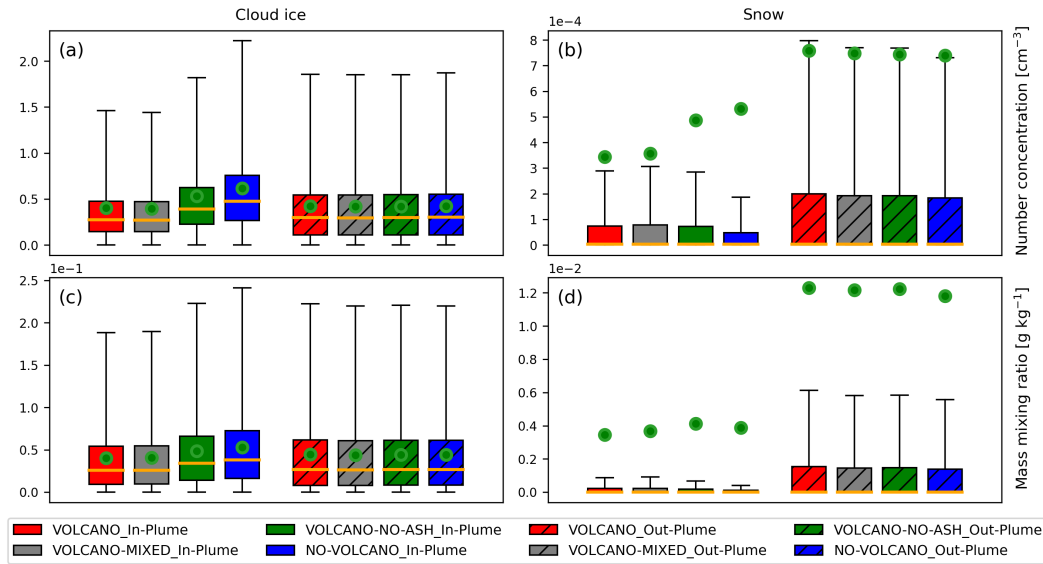 Cloud ice
Snow
1e−4
(a)
2.0
1.5
1.0
0.5
0.0
(b)
8
7
6
5
4
3
2
1
0
Number concentration [cm⁻³]
1e−1
(c)
2.5
2.0
1.5
1.0
0.5
0.0
1e−2
(d)
1.2
1.0
0.8
0.6
0.4
0.2
0.0
Mass mixing ratio [g kg⁻¹]
VOLCANO_In-Plume
VOLCANO-MIXED_In-Plume
VOLCANO-NO-ASH_In-Plume
NO-VOLCANO_In-Plume
VOLCANO_Out-Plume
VOLCANO-MIXED_Out-Plume
VOLCANO-NO-ASH_Out-Plume
NO-VOLCANO_Out-Plume